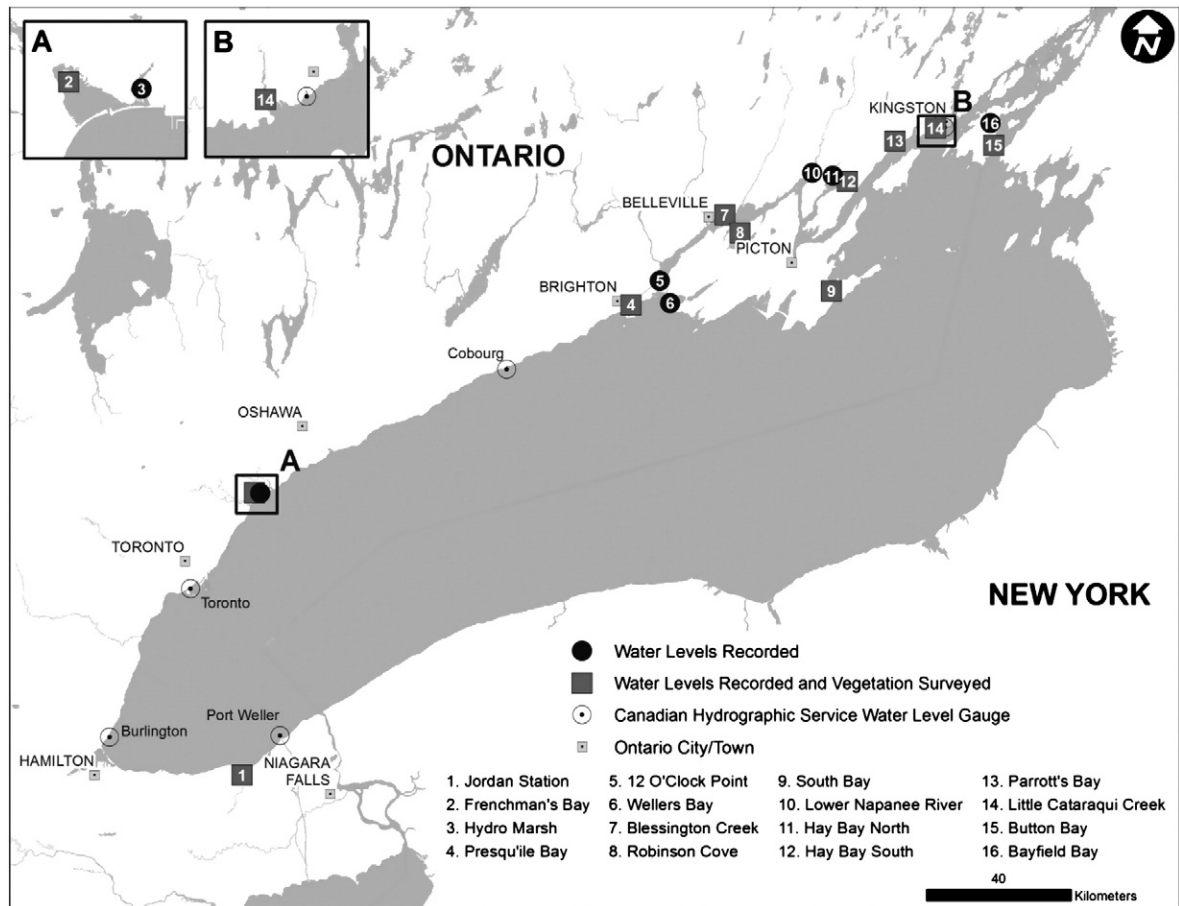 A
2
3
B
14
N
ONTARIO
KINGSTON
B
14
16
13
15
10
11
12
BELLEVILLE
7
8
PICTON
BRIGHTON
5
9
4
6
Cobourg
OSHAWA
A
TORONTO
Toronto
NEW YORK
Water Levels Recorded
Water Levels Recorded and Vegetation Surveyed
Canadian Hydrographic Service Water Level Gauge
Ontario City/Town
Port Weller
Burlington
HAMILTON
1
NIAGARA
FALLS
1. Jordan Station
2. Frenchman's Bay
3. Hydro Marsh
4. Presqu'ile Bay
5. 12 O'Clock Point
6. Wellers Bay
7. Blessington Creek
8. Robinson Cove
9. South Bay
10. Lower Napanee River
11. Hay Bay North
12. Hay Bay South
13. Parrott's Bay
14. Little Cataraqui Creek
15. Button Bay
16. Bayfield Bay
40
Kilometers